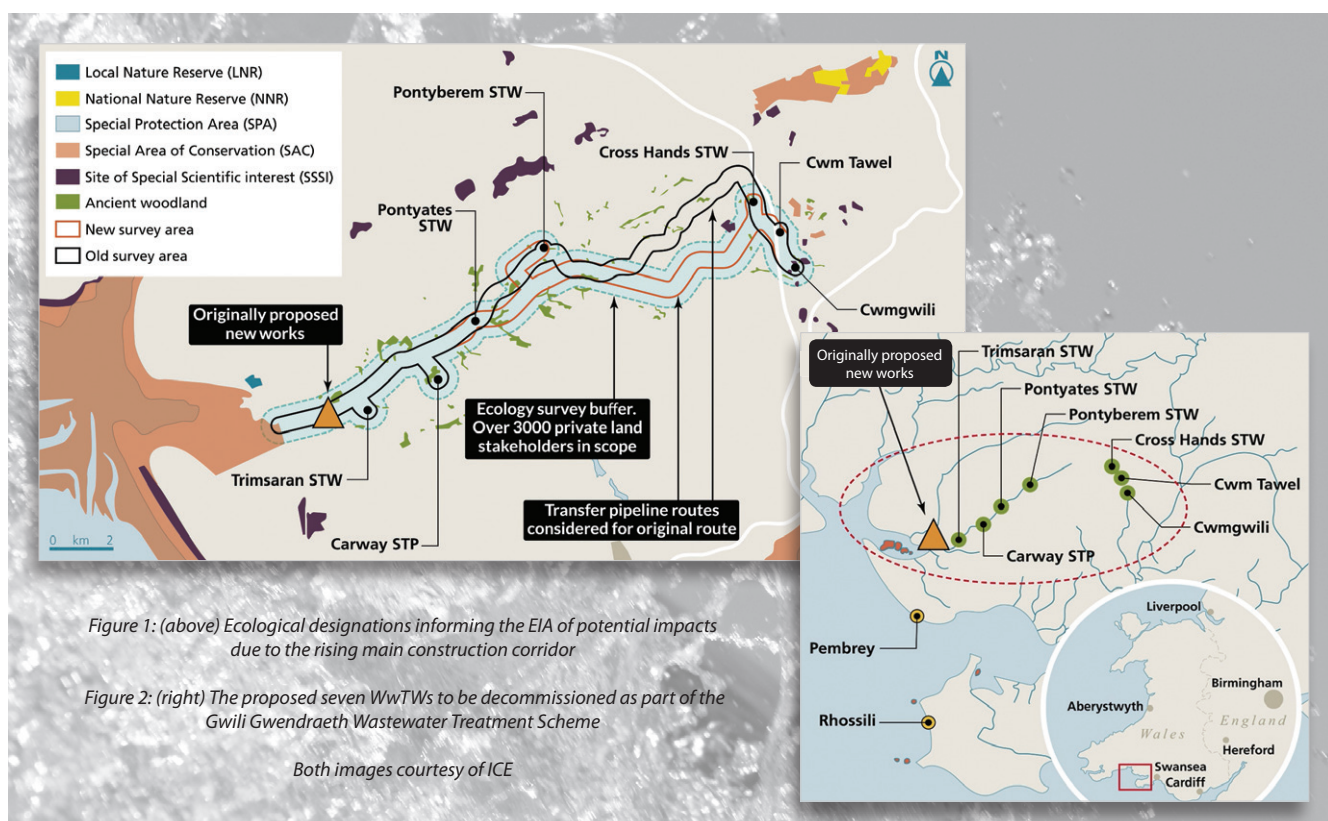 Local Nature Reserve (LNR)
National Nature Reserve (NNR)
Special Protection Area (SPA)
Special Area of Conservation (SAC)
Site of Special Scientific interest (SSSI)
Ancient woodland
New survey area
Old survey area
N
Pontyberem STW
Cross Hands STW
Cwm Tawel
Pontyates
STW
Originally proposed
new works
Cwmgwili
Ecology survey buffer.
Over 3000 private land
stakeholders in scope
Trimsaran STW
Transfer pipeline routes
considered for original route
Carway STP
0 km 2
Originally proposed
new works
Trimsaran STW
Pontyates STW
Pontyberem STW
Cross Hands STW
Cwm Tawel
Cwmgwili
Carway STP
Pembrey
Rhossili
Liverpool
Birmingham
Aberystwyth
England
Wales
Hereford
Swansea
Cardiff
Figure 1: (above) Ecological designations informing the EIA of potential impacts
due to the rising main construction corridor
Figure 2: (right) The proposed seven WwTWs to be decommissioned as part of the
Gwili Gwendraeth Wastewater Treatment Scheme
Both images courtesy of ICE